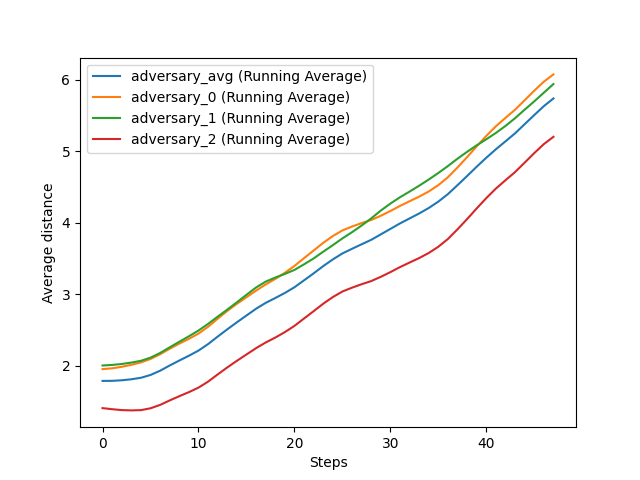 adversary_avg (Running Average)
adversary_0 (Running Average)
adversary_1 (Running Average)
adversary_2 (Running Average)
6
5
4
3
2
Average distance
0 10 20 30 40
Steps